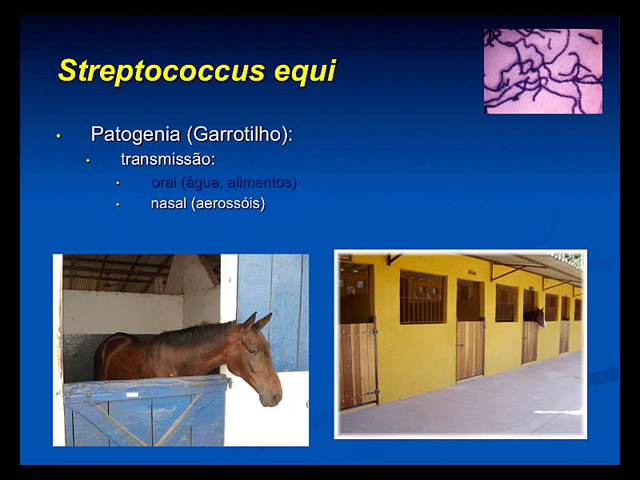 Streptococcus equi
• Patogenia (Garrotilho):
• transmissão:
• oral (água, alimentos)
• nasal (aerossóis)